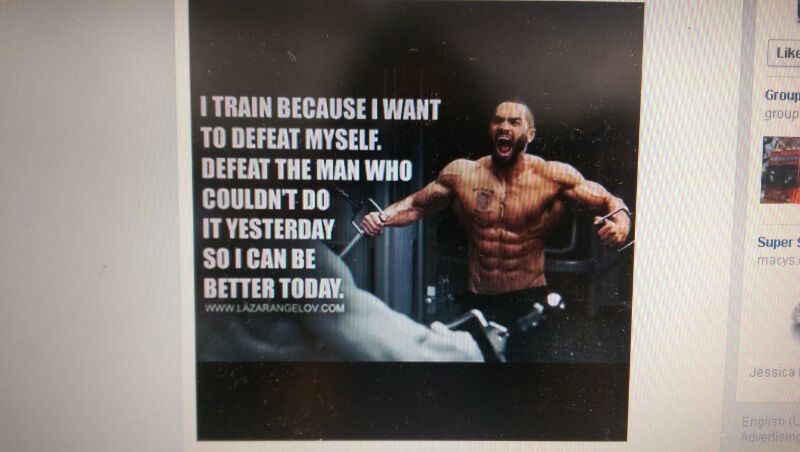 I TRAIN BECAUSE I WANT
TO DEFEAT MYSELF.
DEFEAT THE MAN WHO
COULDN'T DO
IT YESTERDAY
SO I CAN BE
BETTER TODAY.
WWW.LAZARANGELOV.COM
Like
Group
group
Super S
macys.
Jessica
English (U
Advertising